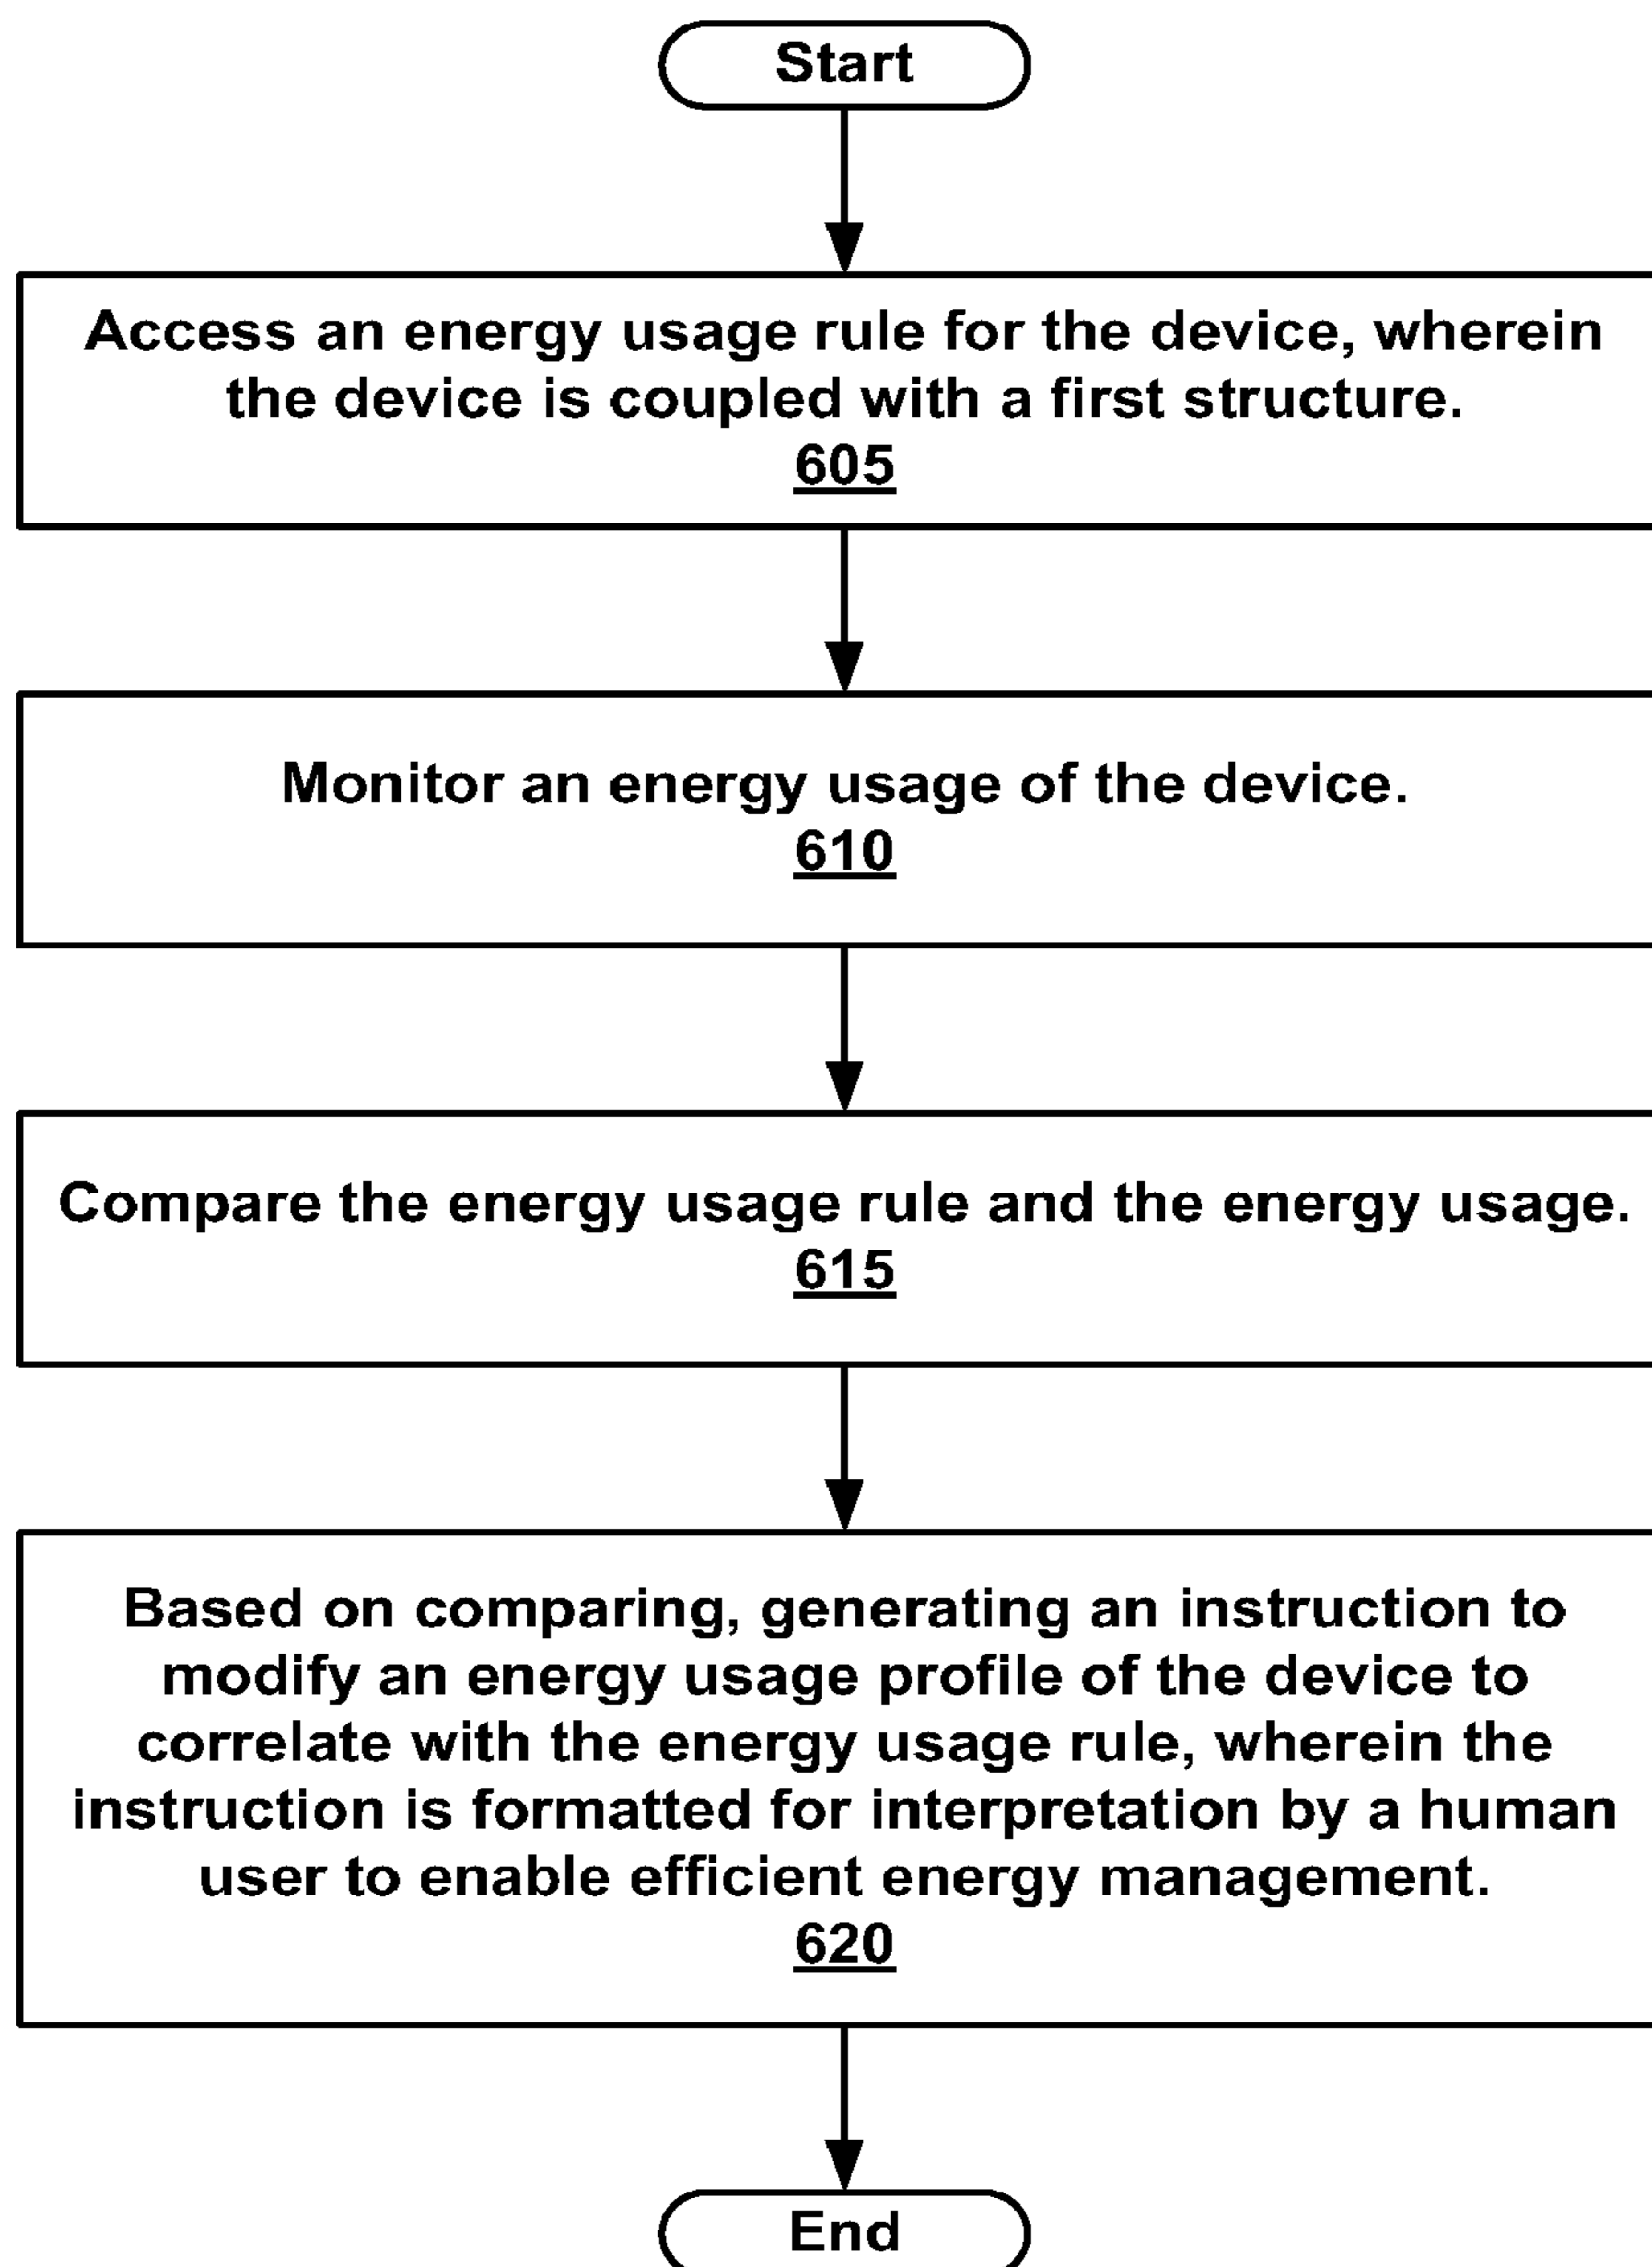 Start
Access an energy usage rule for the device, wherein
the device is coupled with a first structure.
605
Monitor an energy usage of the device.
610
Compare the energy usage rule and the energy usage.
615
Based on comparing, generating an instruction to
modify an energy usage profile of the device to
correlate with the energy usage rule, wherein the
instruction is formatted for interpretation by a human
user to enable efficient energy management.
620
End